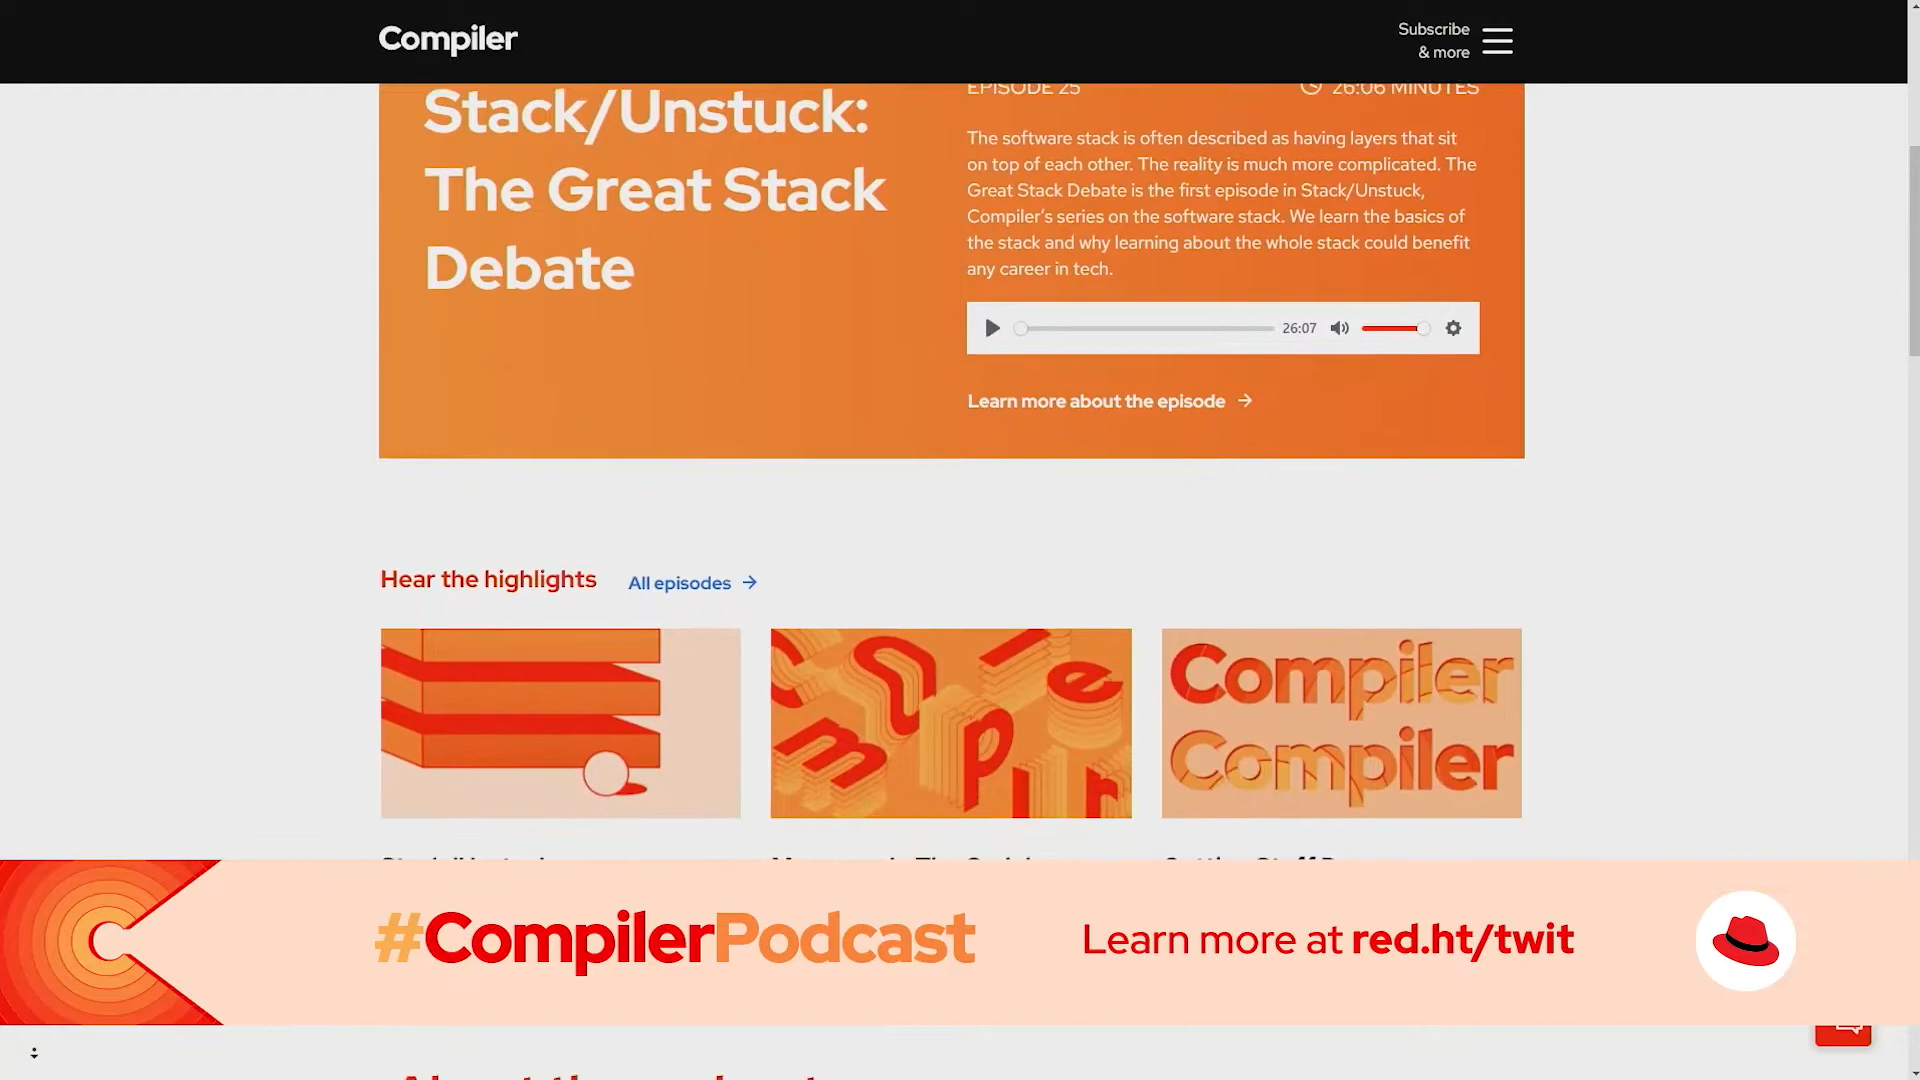 Compiler
Subscribe
& more
Stack/Unstuck:
The Great Stack
Debate
EPISODE 25
26:06 MINUTES
The software stack is often described as having layers that sit
on top of each other. The reality is much more complicated. The
Great Stack Debate is the first episode in Stack/Unstuck,
Compiler’s series on the software stack. We learn the basics of
the stack and why learning about the whole stack could benefit
any career in tech.
26:07
Learn more about the episode
Hear the highlights
All episodes
Compiler
Compiler
#CompilerPodcast
Learn more at red.ht/twit